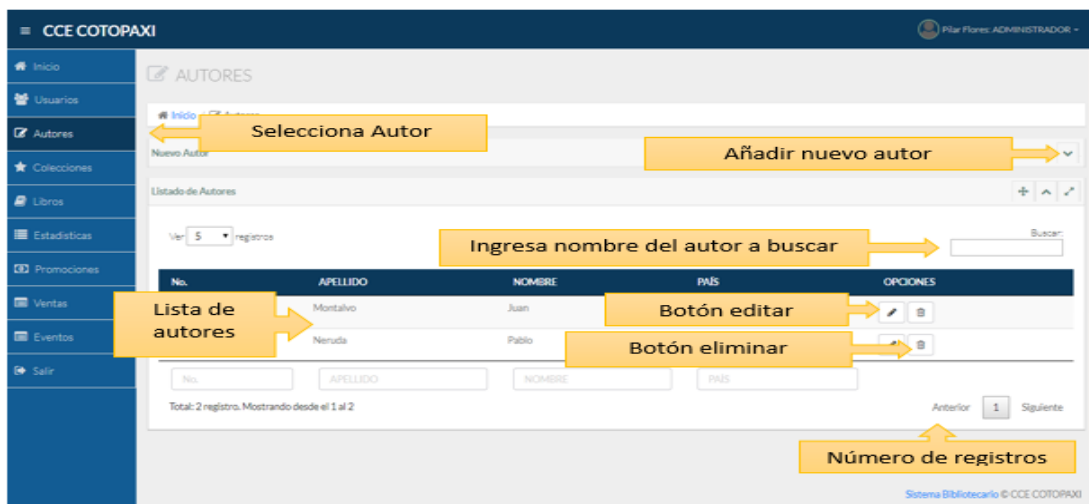 ≡ CCE COTOPAXI
Pilar Flores: ADMINISTRADOR
Inicio
Usuarios
Autores
Colecciones
Libros
Estadisticas
Promociones
Ventas
Eventos
Salir
AUTORES
Inicio
Selecciona Autor
Nuevo Autor
Añadir nuevo autor
Listado de Autores
Ver 5 registros
Ingresa nombre del autor a buscar
Buscar:
No. APELLIDO NOMBRE PAÍS OPCIONES
Lista de
autores
Montalvo Juan
Botón editar
Neruda Pablo
Botón eliminar
No. APELLIDO NOMBRE PAÍS
Total: 2 registro. Mostrando desde el 1 al 2
Anterior 1 Siguiente
Número de registros
Sistema Bibliotecario © CCE COTOPAXI